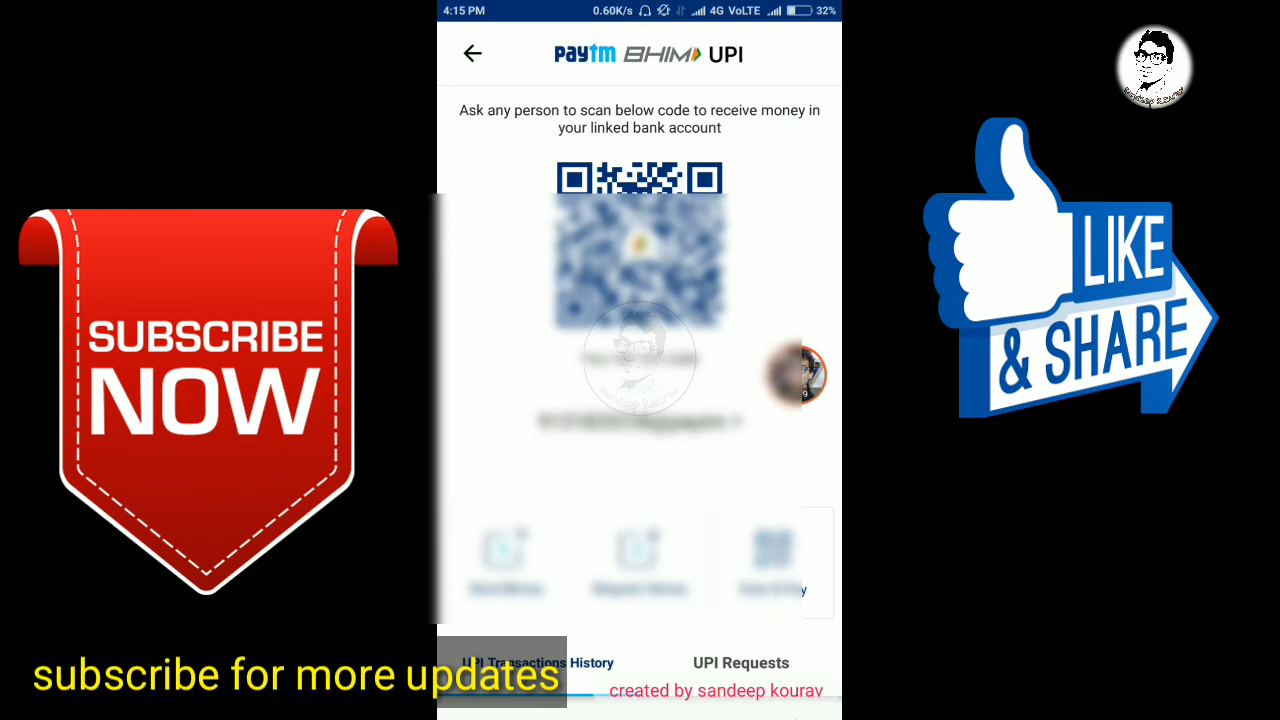 4:15 PM 0.60K/s 4G VoLTE 32%
paytm BHIM UPI
Ask any person to scan below code to receive money in
your linked bank account
SUBSCRIBE
NOW
LIKE
& SHARE
UPI Transactions History
UPI Requests
subscribe for more updates
created by sandeep kourav